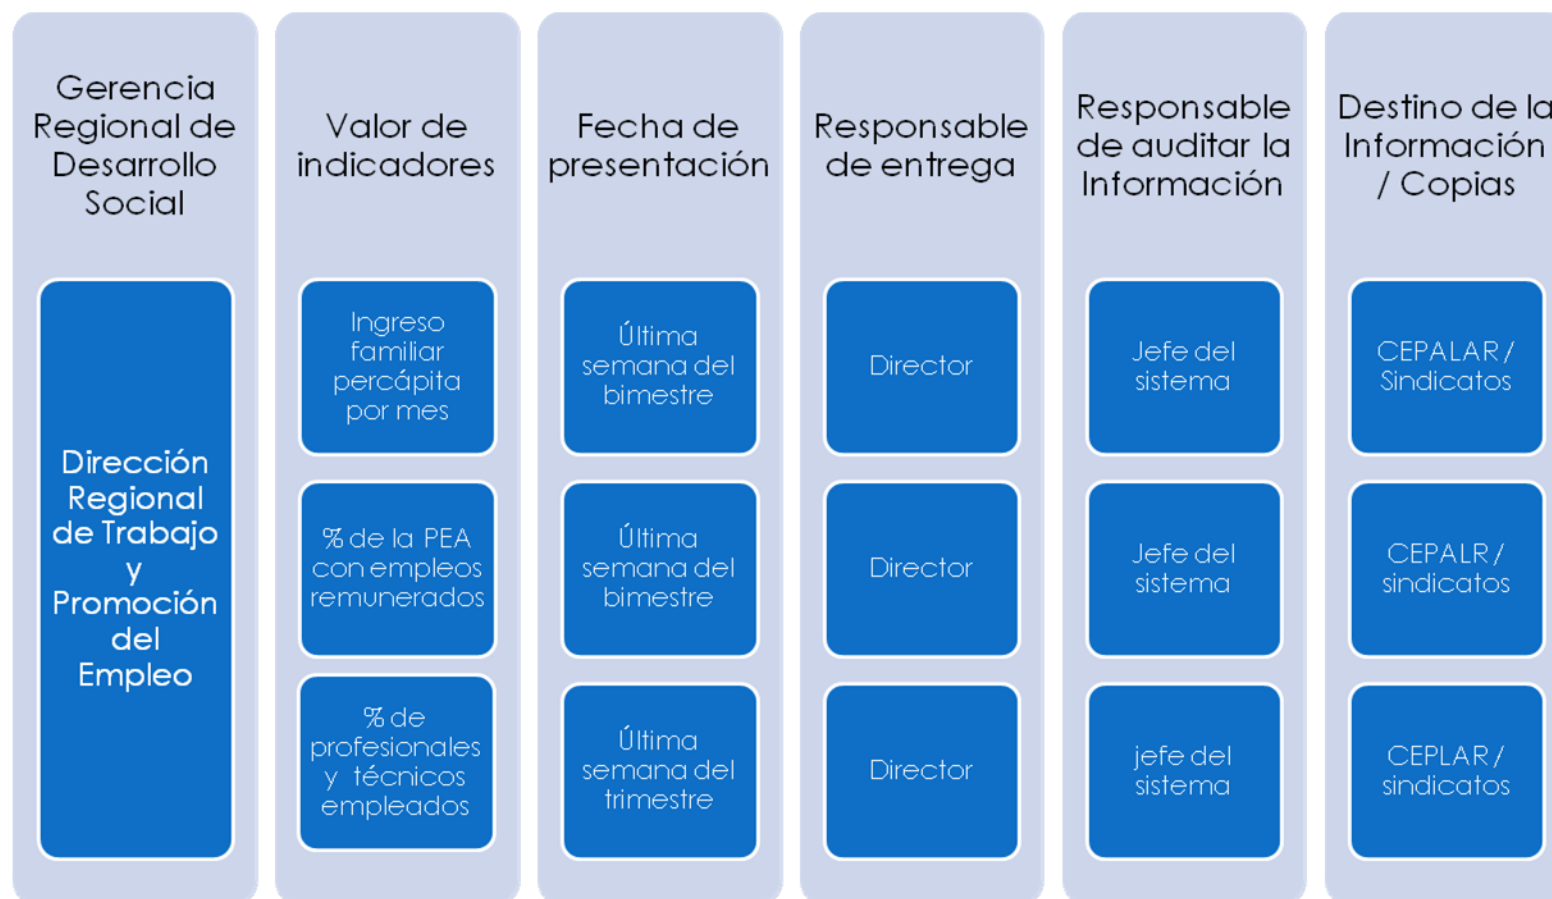 Gerencia
Regional de
Desarrollo
Social
Valor de
indicadores
Fecha de
presentación
Responsable
de entrega
Responsable
de auditar la
Información
Destino de la
Información
/ Copias
Dirección
Regional
de Trabajo
y
Promoción
del
Empleo
Ingreso
familiar
percápita
por mes
Última
semana del
bimestre
Director
Jefe del
sistema
CEPALAR /
Sindicatos
% de la PEA
con empleos
remunerados
Última
semana del
bimestre
Director
Jefe del
sistema
CEPALR /
sindicatos
% de
profesionales
y técnicos
empleados
Última
semana del
trimestre
Director
jefe del
sistema
CEPLAR /
sindicatos